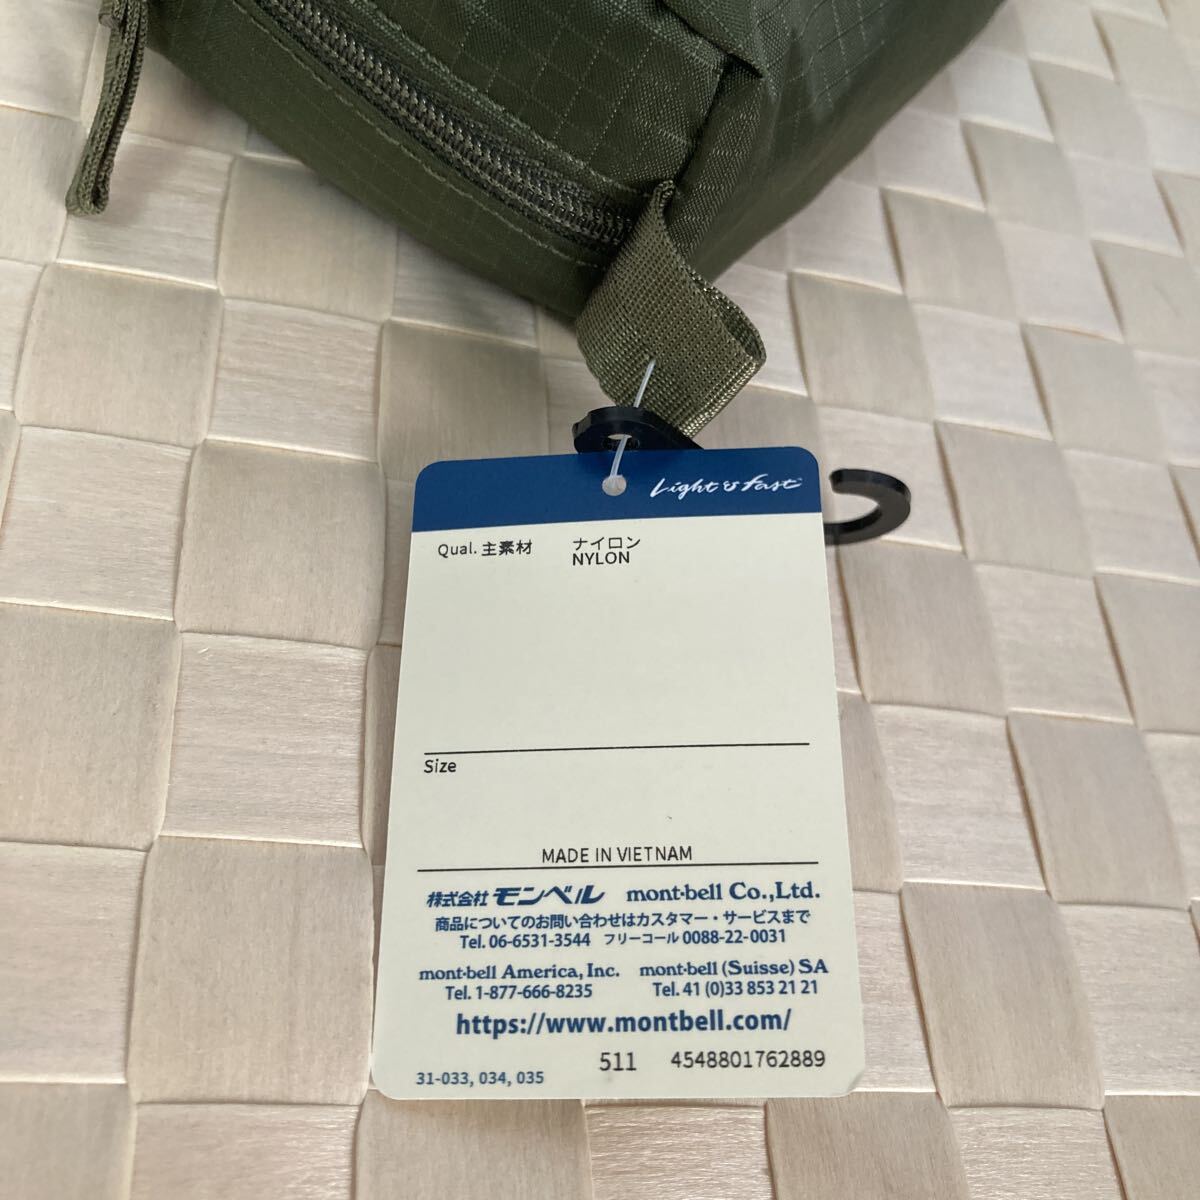 Light & Fast
Qual. 主素材 ナイロン
NYLON
Size
MADE IN VIETNAM
株式会社 モンベル mont-bell Co.,Ltd.
商品についてのお問い合わせはカスタマー・サービスまで
Tel. 06-6531-3544 フリーコール 0088-22-0031
mont-bell America, Inc. mont-bell (Suisse) SA
Tel. 1-877-666-8235 Tel. 41 (0)33 853 21 21
https://www.montbell.com/
511 4548801762889
31-033, 034, 035